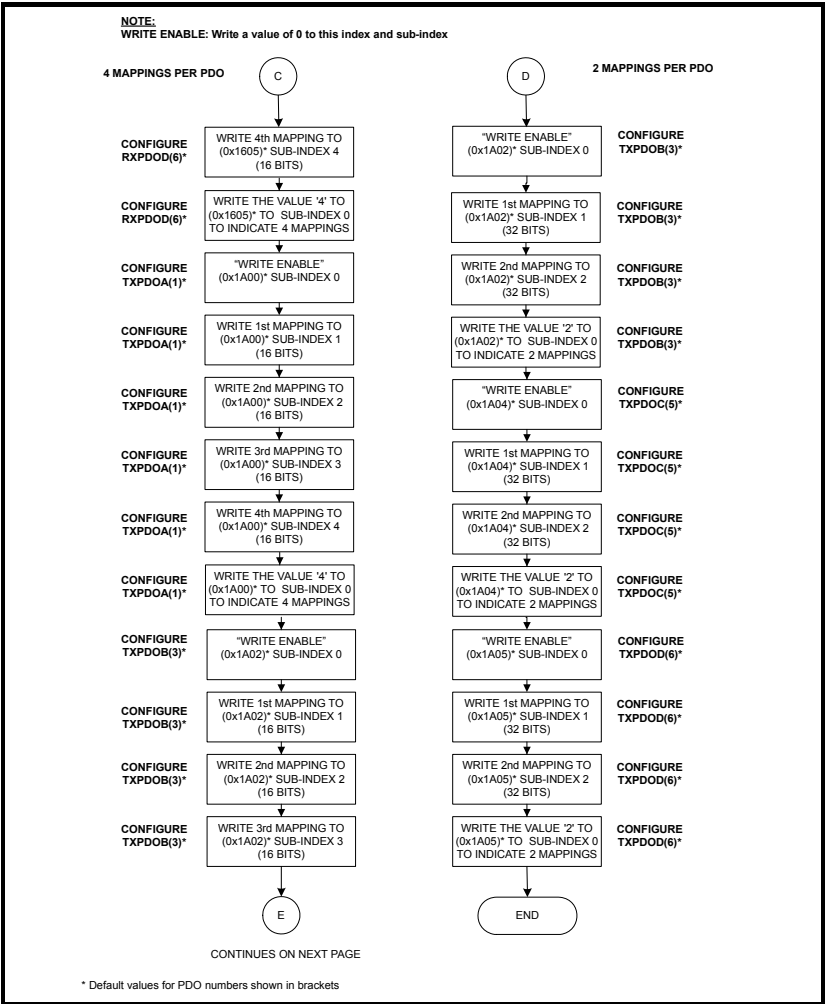 NOTE:
WRITE ENABLE: Write a value of 0 to this index and sub-index
4 MAPPINGS PER PDO
C
CONFIGURE
RXPDOD(6)*
WRITE 4th MAPPING TO
(0x1605)* SUB-INDEX 4
(16 BITS)
CONFIGURE
RXPDOD(6)*
WRITE THE VALUE '4' TO
(0x1605)* TO SUB-INDEX 0
TO INDICATE 4 MAPPINGS
CONFIGURE
TXPDOA(1)*
"WRITE ENABLE"
(0x1A00)* SUB-INDEX 0
CONFIGURE
TXPDOA(1)*
WRITE 1st MAPPING TO
(0x1A00)* SUB-INDEX 1
(16 BITS)
CONFIGURE
TXPDOA(1)*
WRITE 2nd MAPPING TO
(0x1A00)* SUB-INDEX 2
(16 BITS)
CONFIGURE
TXPDOA(1)*
WRITE 3rd MAPPING TO
(0x1A00)* SUB-INDEX 3
(16 BITS)
CONFIGURE
TXPDOA(1)*
WRITE 4th MAPPING TO
(0x1A00)* SUB-INDEX 4
(16 BITS)
CONFIGURE
TXPDOA(1)*
WRITE THE VALUE '4' TO
(0x1A00)* TO SUB-INDEX 0
TO INDICATE 4 MAPPINGS
CONFIGURE
TXPDOB(3)*
"WRITE ENABLE"
(0x1A02)* SUB-INDEX 0
CONFIGURE
TXPDOB(3)*
WRITE 1st MAPPING TO
(0x1A02)* SUB-INDEX 1
(16 BITS)
CONFIGURE
TXPDOB(3)*
WRITE 2nd MAPPING TO
(0x1A02)* SUB-INDEX 2
(16 BITS)
CONFIGURE
TXPDOB(3)*
WRITE 3rd MAPPING TO
(0x1A02)* SUB-INDEX 3
(16 BITS)
E
CONTINUES ON NEXT PAGE
D
2 MAPPINGS PER PDO
"WRITE ENABLE"
(0x1A02)* SUB-INDEX 0
CONFIGURE
TXPDOB(3)*
WRITE 1st MAPPING TO
(0x1A02)* SUB-INDEX 1
(32 BITS)
CONFIGURE
TXPDOB(3)*
WRITE 2nd MAPPING TO
(0x1A02)* SUB-INDEX 2
(32 BITS)
CONFIGURE
TXPDOB(3)*
WRITE THE VALUE '2' TO
(0x1A02)* TO SUB-INDEX 0
TO INDICATE 2 MAPPINGS
CONFIGURE
TXPDOB(3)*
"WRITE ENABLE"
(0x1A04)* SUB-INDEX 0
CONFIGURE
TXPDOC(5)*
WRITE 1st MAPPING TO
(0x1A04)* SUB-INDEX 1
(32 BITS)
CONFIGURE
TXPDOC(5)*
WRITE 2nd MAPPING TO
(0x1A04)* SUB-INDEX 2
(32 BITS)
CONFIGURE
TXPDOC(5)*
WRITE THE VALUE '2' TO
(0x1A04)* TO SUB-INDEX 0
TO INDICATE 2 MAPPINGS
CONFIGURE
TXPDOC(5)*
"WRITE ENABLE"
(0x1A05)* SUB-INDEX 0
CONFIGURE
TXPDOD(6)*
WRITE 1st MAPPING TO
(0x1A05)* SUB-INDEX 1
(32 BITS)
CONFIGURE
TXPDOD(6)*
WRITE 2nd MAPPING TO
(0x1A05)* SUB-INDEX 2
(32 BITS)
CONFIGURE
TXPDOD(6)*
WRITE THE VALUE '2' TO
(0x1A05)* TO SUB-INDEX 0
TO INDICATE 2 MAPPINGS
CONFIGURE
TXPDOD(6)*
END
* Default values for PDO numbers shown in brackets